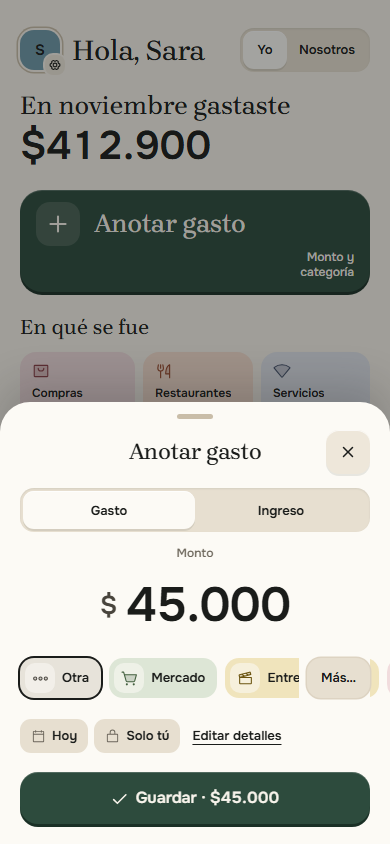 S
Hola, Sara
Yo
Nosotros
En noviembre gastaste
$412.900
Anotar gasto
Monto y
categoría
En qué se fue
Compras
Restaurantes
Servicios
Anotar gasto
Gasto
Ingreso
Monto
$ 45.000
Otra
Mercado
Entre
Más...
Hoy
Solo tú
Editar detalles
Guardar · $45.000